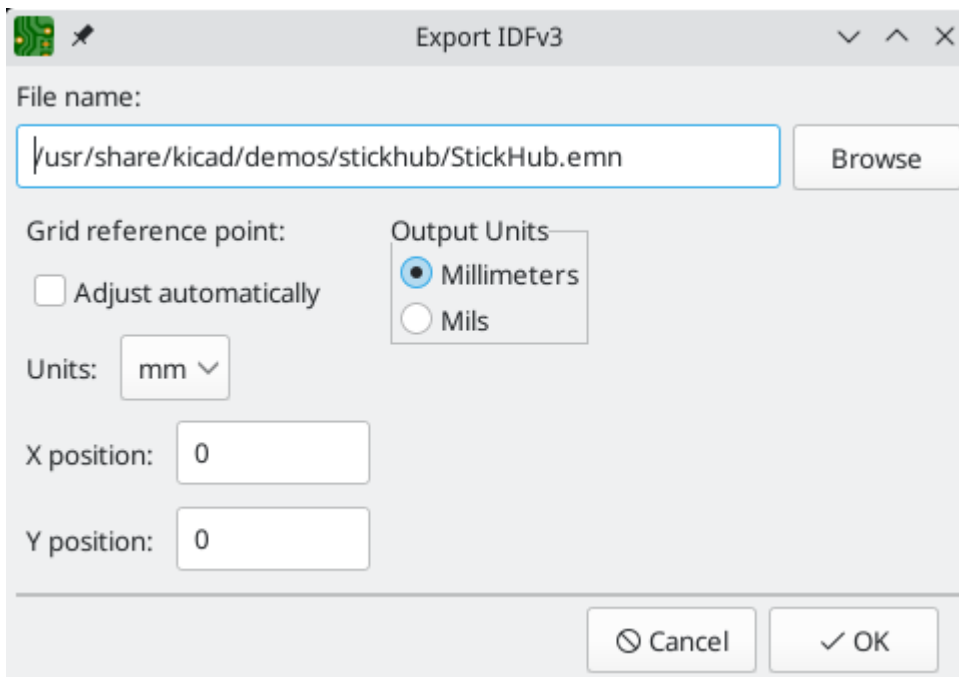 Export IDFv3
File name:
/usr/share/kicad/demos/stickhub/StickHub.emn
Browse
Grid reference point:
Adjust automatically
Units: mm
X position: 0
Y position: 0
Output Units
Millimeters
Mils
Cancel
OK